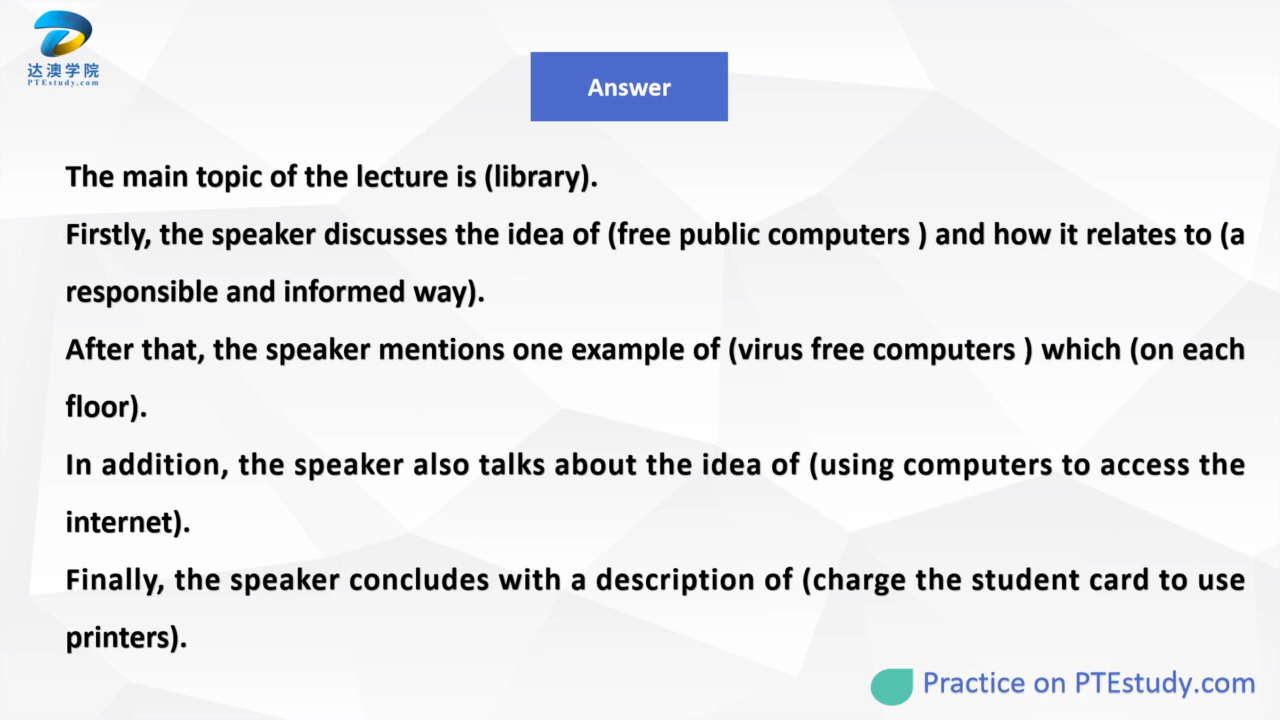 达澳学院
PTEstudy.com
Answer
The main topic of the lecture is (library).
Firstly, the speaker discusses the idea of (free public computers ) and how it relates to (a
responsible and informed way).
After that, the speaker mentions one example of (virus free computers ) which (on each
floor).
In addition, the speaker also talks about the idea of (using computers to access the
internet).
Finally, the speaker concludes with a description of (charge the student card to use
printers).
Practice on PTEstudy.com